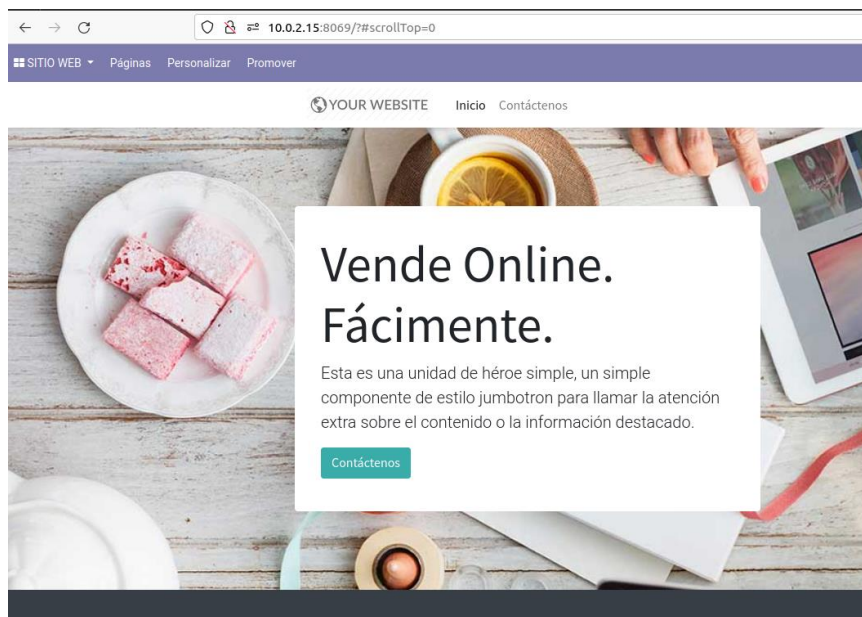 10.0.2.15:8069/?#scrollTop=0
SITIO WEB Páginas Personalizar Promover
YOUR WEBSITE Inicio Contáctenos
Vende Online.
Fácimente.
Esta es una unidad de héroe simple, un simple
componente de estilo jumbotron para llamar la atención
extra sobre el contenido o la información destacado.
Contáctenos